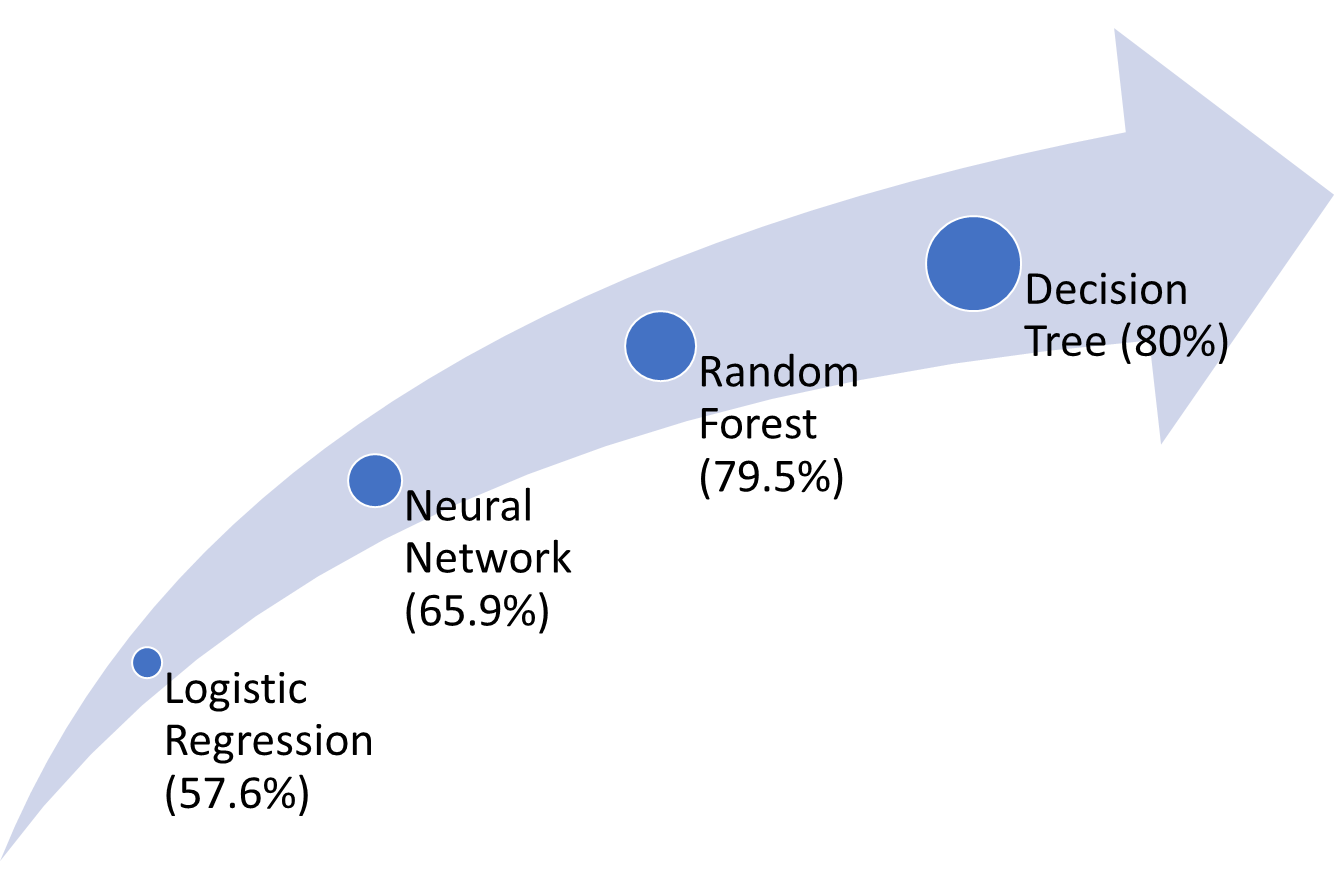 Logistic
Regression
(57.6%)
Neural
Network
(65.9%)
Random
Forest
(79.5%)
Decision
Tree (80%)